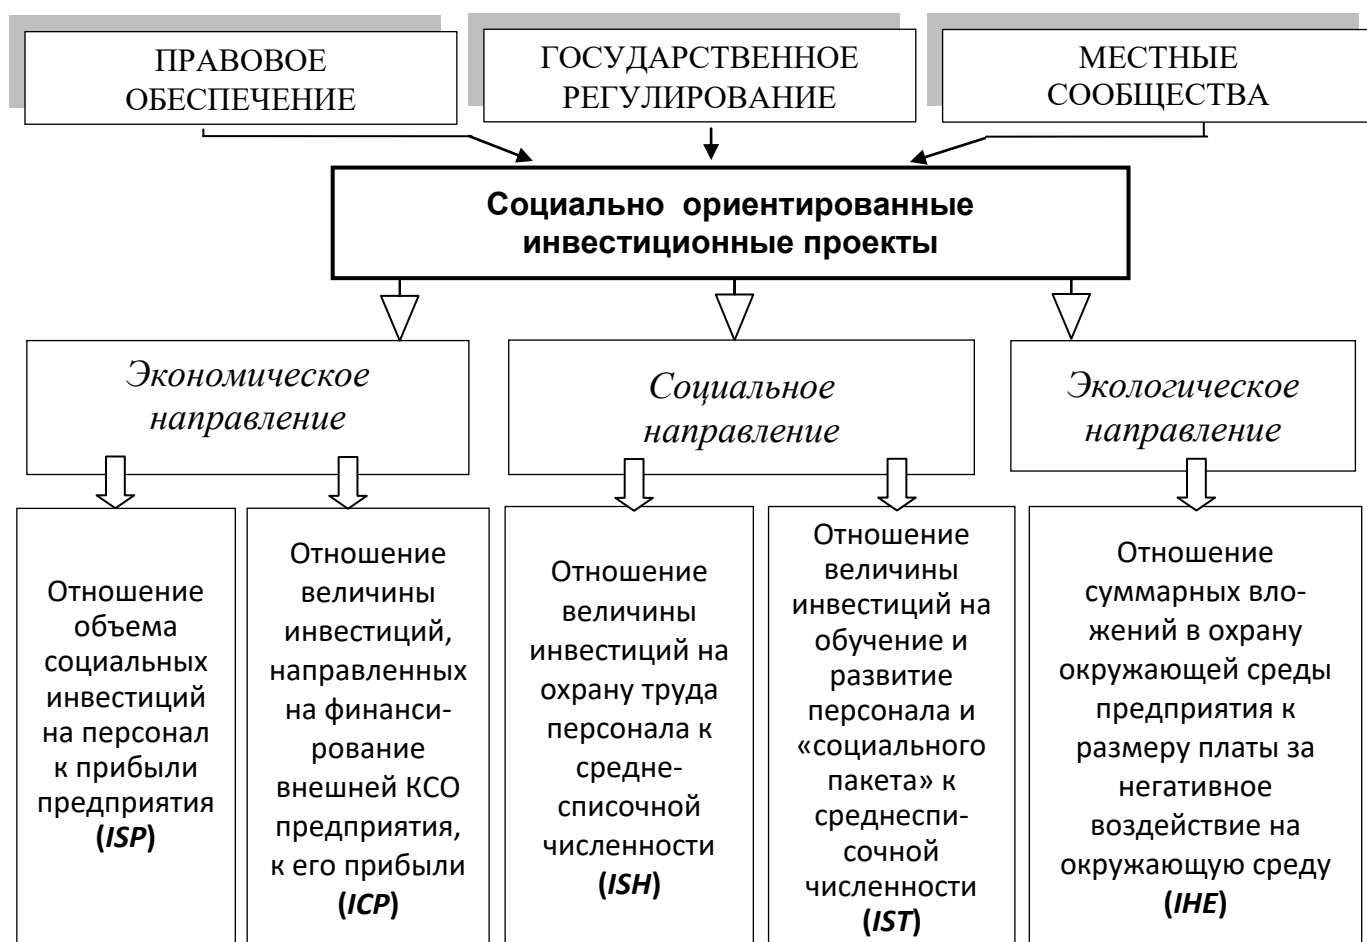 ПРАВОВОЕ
ОБЕСПЕЧЕНИЕ
ГОСУДАРСТВЕННОЕ
РЕГУЛИРОВАНИЕ
МЕСТНЫЕ
СООБЩЕСТВА
Социально ориентированные
инвестиционные проекты
Экономическое
направление
Социальное
направление
Экологическое
направление
Отношение
объема
социальных
инвестиций
на персонал
к прибыли
предприятия
(ISP)
Отношение
величины
инвестиций,
направленных
на финанси-
рование
внешней КСО
предприятия,
к его прибыли
(ICP)
Отношение
величины
инвестиций на
охрану труда
персонала к
средне-
списочной
численности
(ISH)
Отношение
величины
инвестиций на
обучение и
развитие
персонала и
«социального
пакета» к
среднеспи-
сочной
численности
(IST)
Отношение
суммарных вло-
жений в охрану
окружающей среды
предприятия к
размеру платы за
негативное
воздействие на
окружающую среду
(IHE)